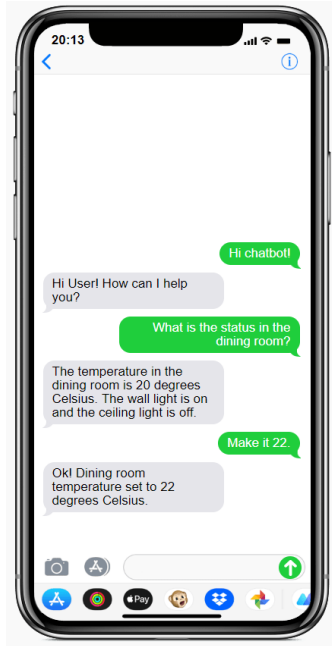 20:13
Hi chatbot!
Hi User! How can I help
you?
What is the status in the
dining room?
The temperature in the
dining room is 20 degrees
Celsius. The wall light is on
and the ceiling light is off.
Make it 22.
Ok! Dining room
temperature set to 22
degrees Celsius.
Pay